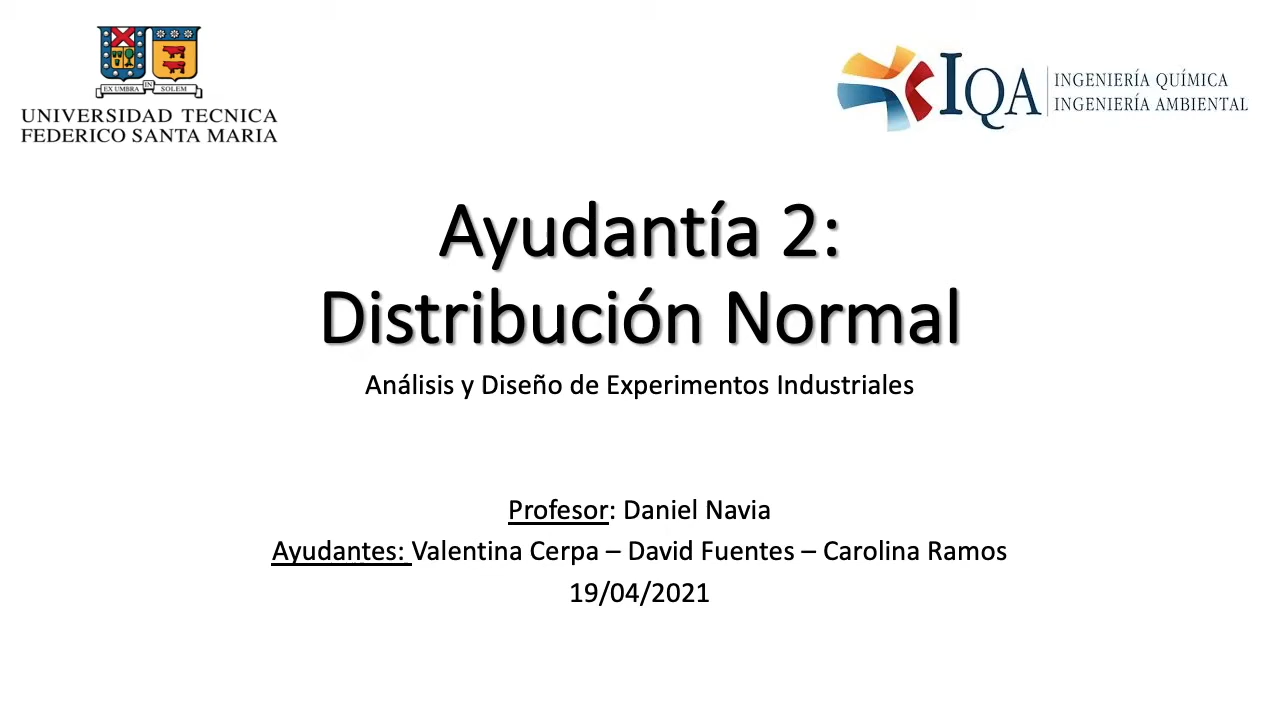 EX UMBRA IN SOLEM
UNIVERSIDAD TECNICA
FEDERICO SANTA MARIA
IQA
INGENIERÍA QUÍMICA
INGENIERÍA AMBIENTAL
Ayudantía 2:
Distribución Normal
Análisis y Diseño de Experimentos Industriales
Profesor: Daniel Navia
Ayudantes: Valentina Cerpa – David Fuentes – Carolina Ramos
19/04/2021